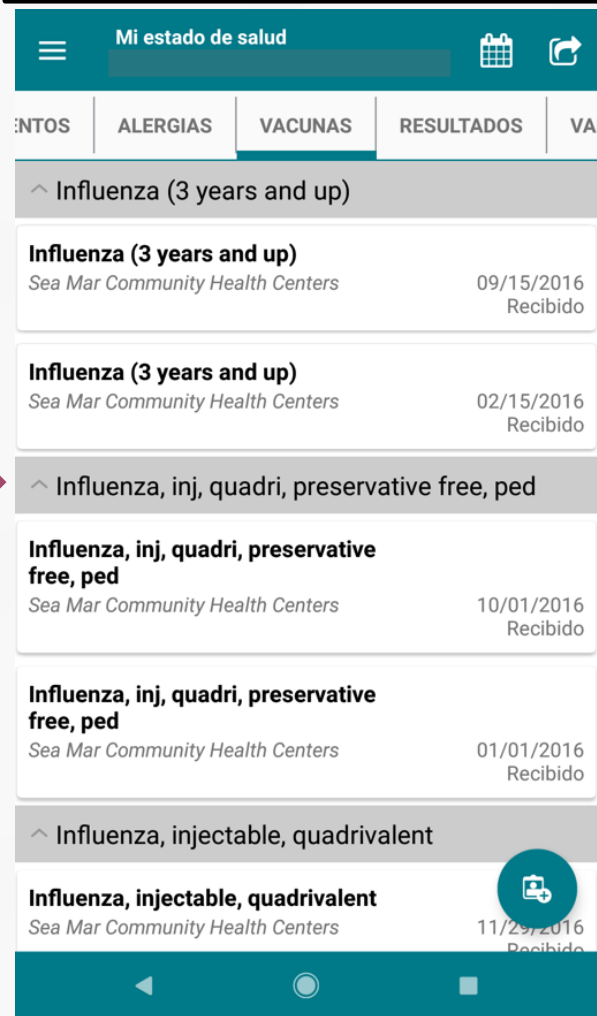 Mi estado de salud
ENTOS ALERGIAS VACUNAS RESULTADOS VA
Influenza (3 years and up)
Influenza (3 years and up)
Sea Mar Community Health Centers 09/15/2016
Recibido
Influenza (3 years and up)
Sea Mar Community Health Centers 02/15/2016
Recibido
Influenza, inj, quadri, preservative free, ped
Influenza, inj, quadri, preservative
free, ped
Sea Mar Community Health Centers 10/01/2016
Recibido
Influenza, inj, quadri, preservative
free, ped
Sea Mar Community Health Centers 01/01/2016
Recibido
Influenza, injectable, quadrivalent
Influenza, injectable, quadrivalent
Sea Mar Community Health Centers 11/29/2016
Recibido